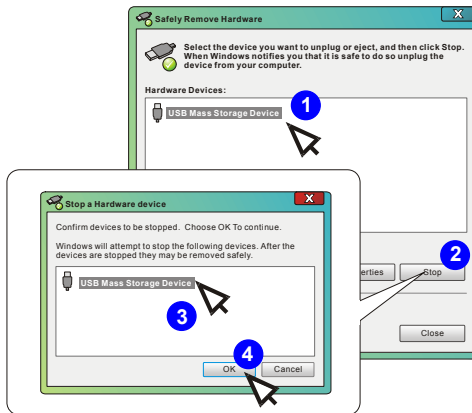 Safely Remove Hardware
X
Select the device you want to unplug or eject, and then click Stop.
When Windows notifies you that it is safe to do so unplug the
device from your computer.
Hardware Devices:
1
USB Mass Storage Device
2
erties
Stop
Close
Stop a Hardware device
X
Confirm devices to be stopped. Choose OK To continue.
Windows will attempt to stop the following devices. After the
devices are stopped they may be removed safely.
USB Mass Storage Device
3
4
OK
Cancel